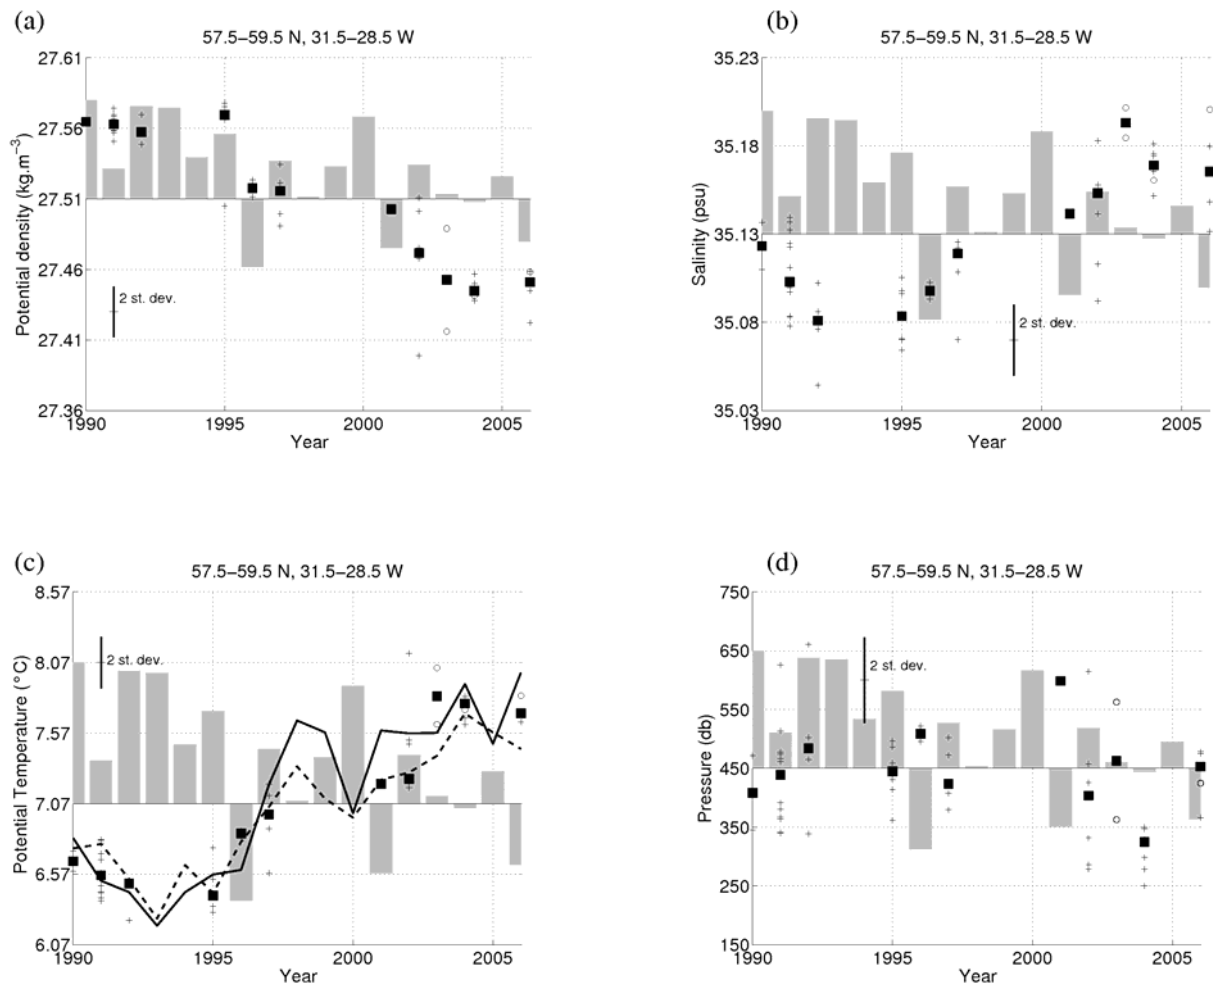 (a)
57.5–59.5 N, 31.5–28.5 W
27.61
27.56
27.51
27.46
27.41
27.36
Potential density (kg.m⁻³)
2 st. dev.
1990
1995
2000
2005
Year
(b)
57.5–59.5 N, 31.5–28.5 W
35.23
35.18
35.13
35.08
35.03
Salinity (psu)
2 st. dev.
1990
1995
2000
2005
Year
(c)
57.5–59.5 N, 31.5–28.5 W
8.57
8.07
7.57
7.07
6.57
6.07
Potential Temperature (°C)
2 st. dev.
1990
1995
2000
2005
Year
(d)
57.5–59.5 N, 31.5–28.5 W
750
650
550
450
350
250
150
Pressure (db)
2 st. dev.
1990
1995
2000
2005
Year